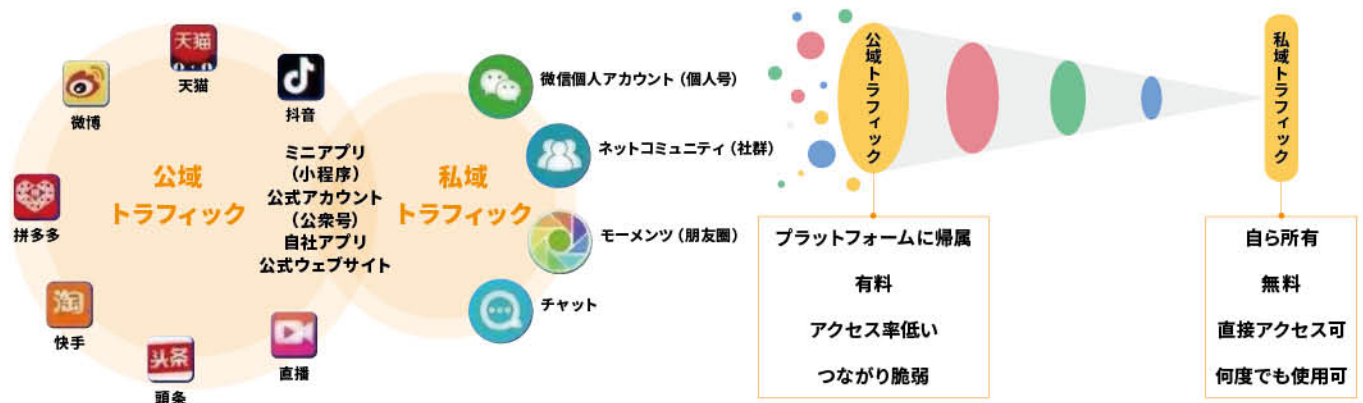 天猫
天猫
微博
抖音
拼多多
淘
快手
头条
頭条
直播
公域
トラフィック
ミニアプリ
(小程序)
公式アカウント
(公衆号)
自社アプリ
公式ウェブサイト
私域
トラフィック
微信個人アカウント(個人号)
ネットコミュニティ(社群)
モーメンツ(朋友圏)
チャット
公域トラフィック
プラットフォームに帰属
有料
アクセス率低い
つながり脆弱
私域トラフィック
自ら所有
無料
直接アクセス可
何度でも使用可